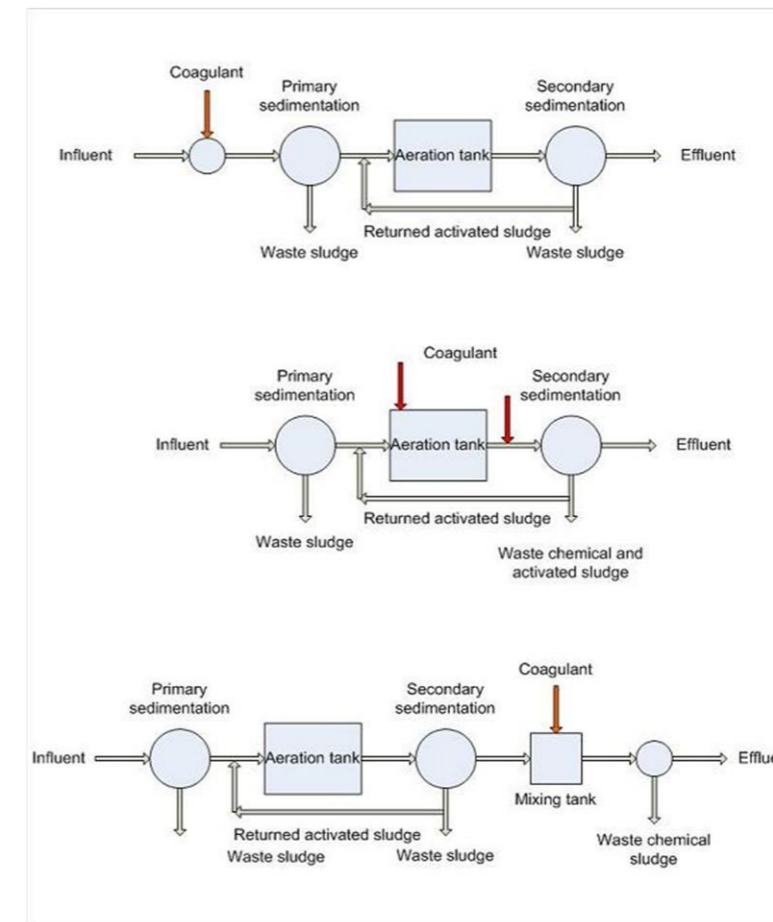 Coagulant
Primary
sedimentation
Secondary
sedimentation
Influent
Aeration tank
Effluent
Returned activated sludge
Waste sludge
Waste sludge
Coagulant
Primary
sedimentation
Secondary
sedimentation
Influent
Aeration tank
Effluent
Returned activated sludge
Waste sludge
Waste chemical and
activated sludge
Coagulant
Primary
sedimentation
Secondary
sedimentation
Influent
Aeration tank
Efflue
Mixing tank
Returned activated sludge
Waste sludge
Waste sludge
Waste chemical
sludge